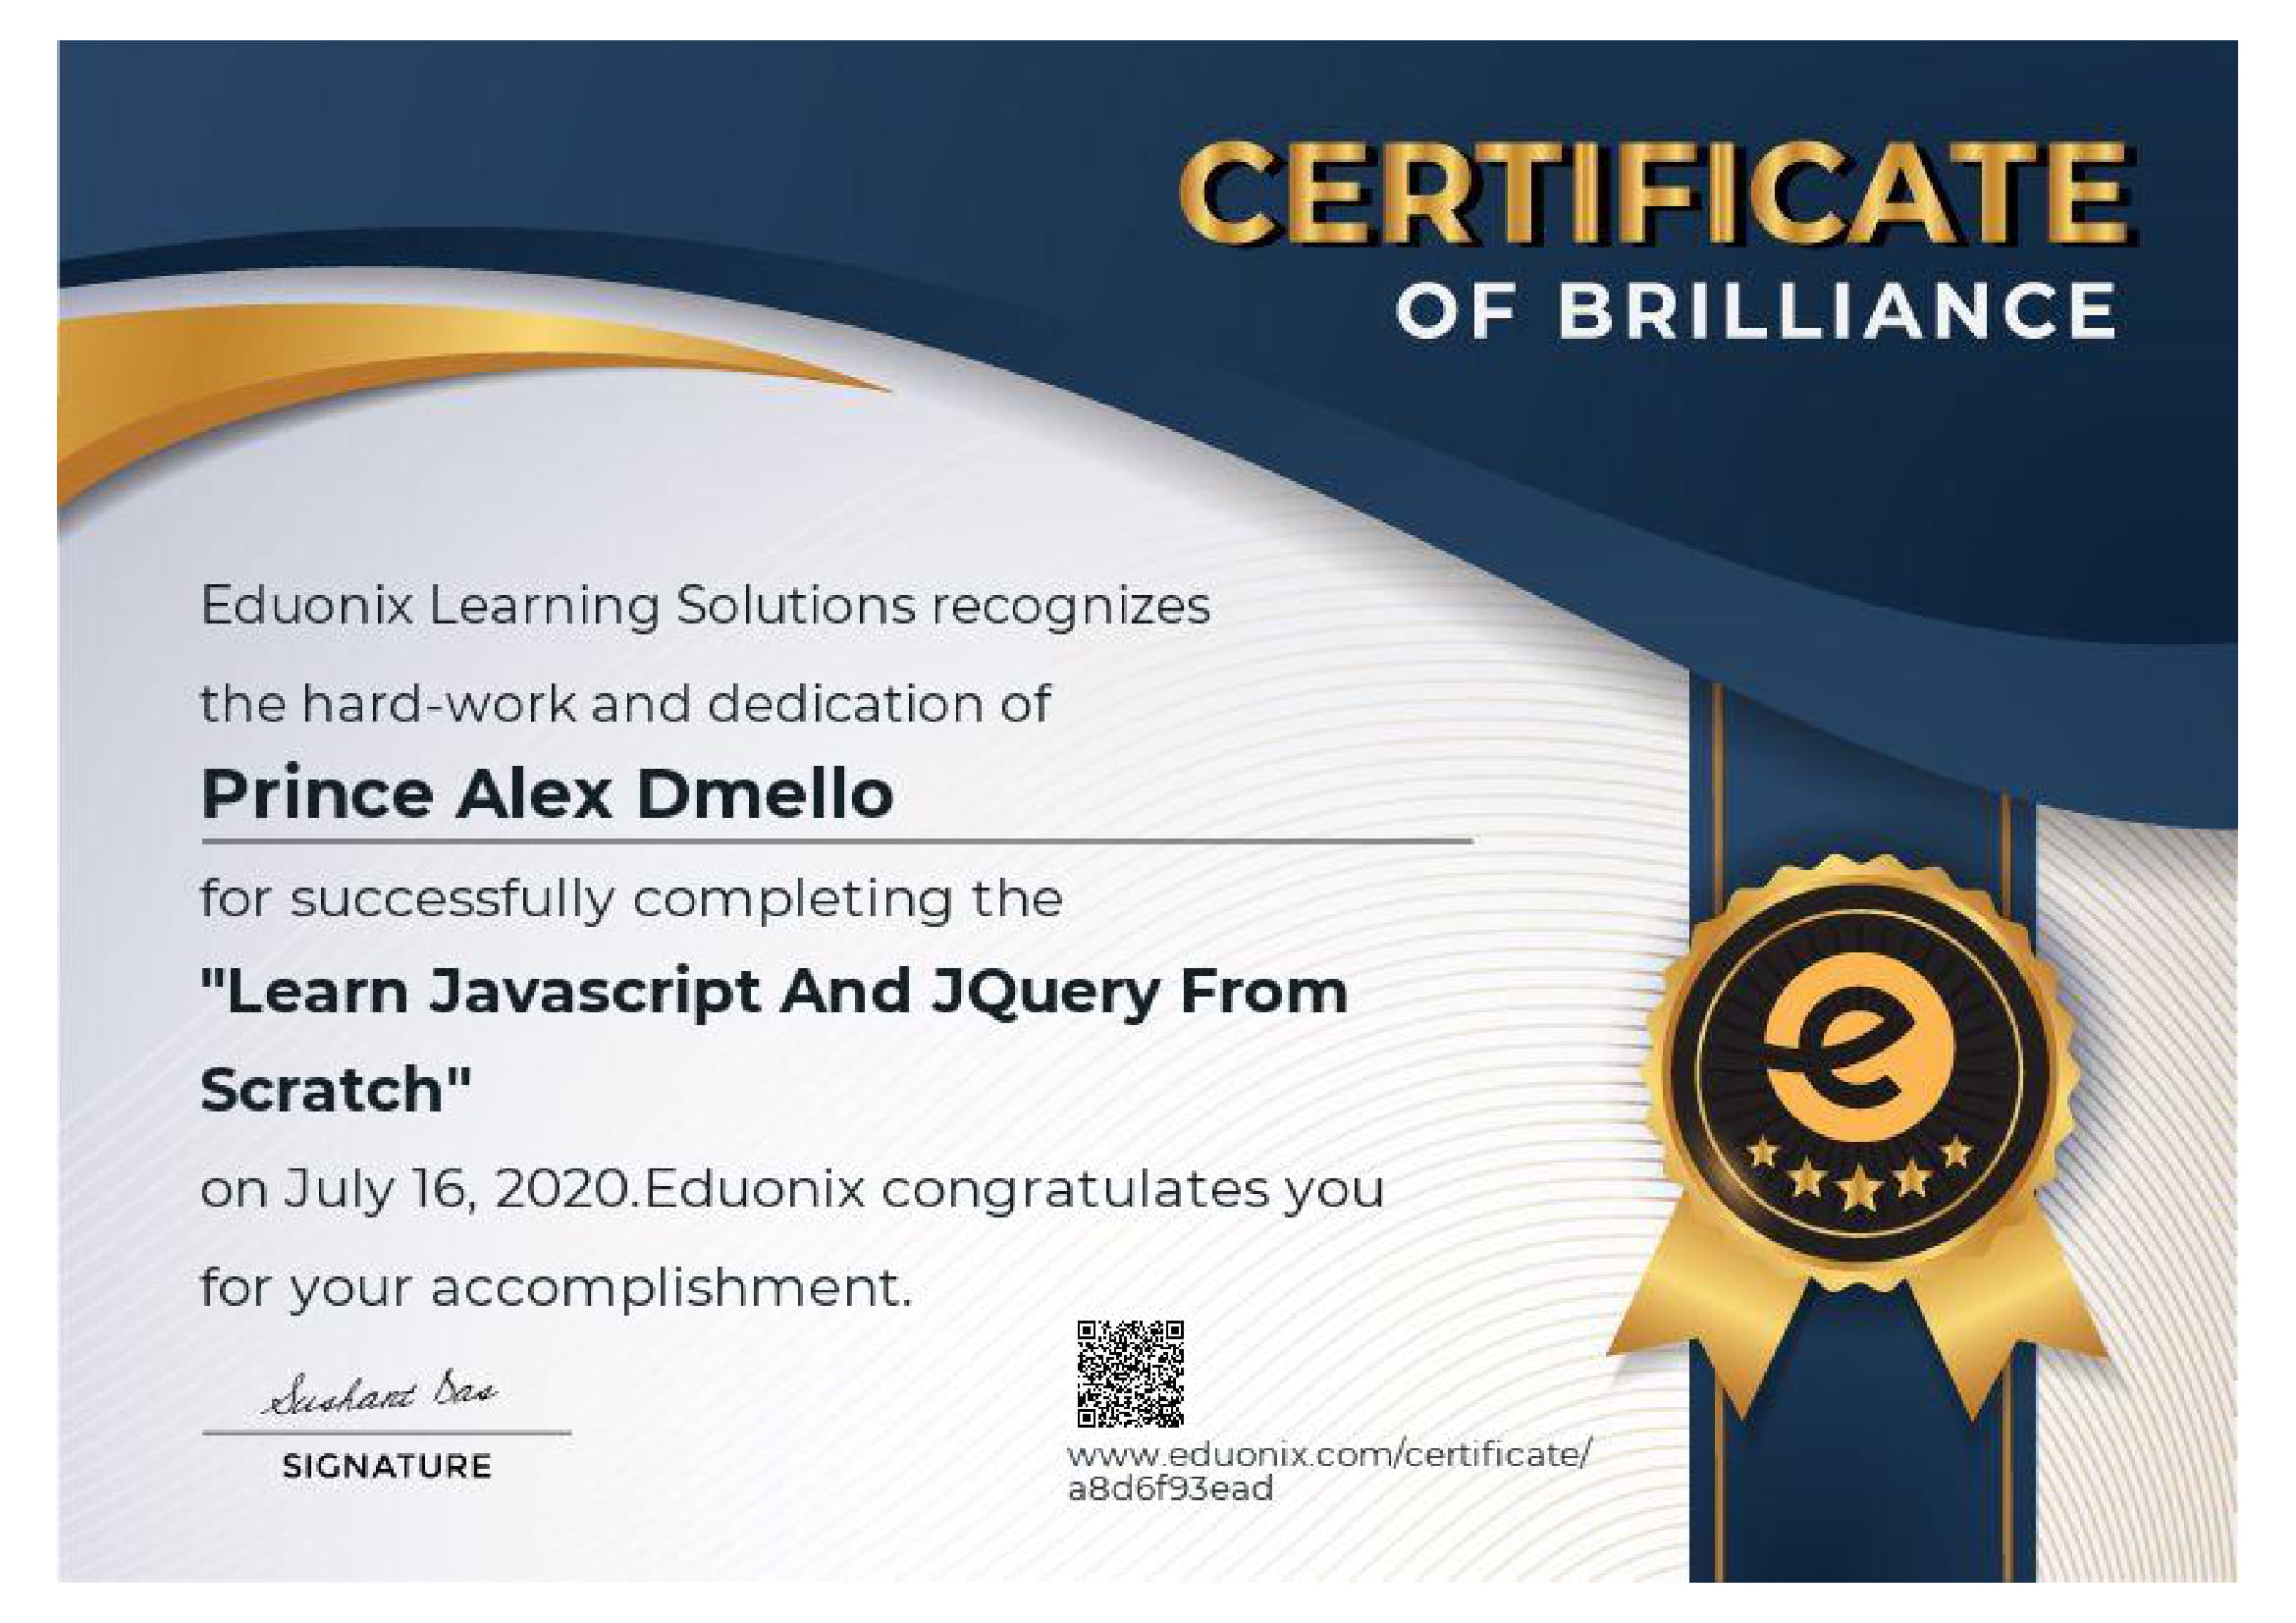 CERTIFICATE
OF BRILLIANCE
Eduonix Learning Solutions recognizes
the hard-work and dedication of
Prince Alex Dmello
for successfully completing the
"Learn Javascript And JQuery From
Scratch"
on July 16, 2020.Eduonix congratulates you
for your accomplishment.
Sushant Das
SIGNATURE
www.eduonix.com/certificate/
a8d6f93ead
e